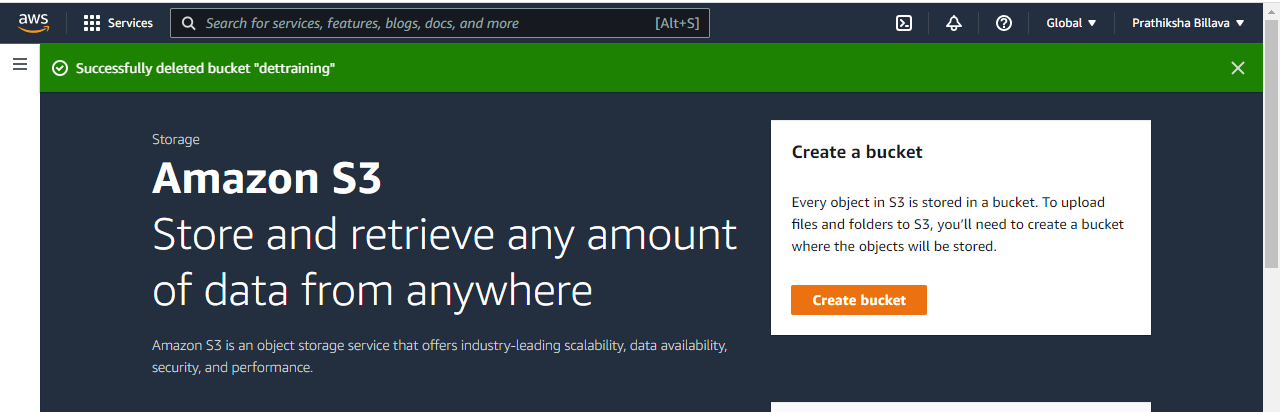 aws Services Search for services, features, blogs, docs, and more [Alt+S] Global Prathiksha Billava
Successfully deleted bucket "dettraining"
Storage
Amazon S3
Store and retrieve any amount
of data from anywhere
Amazon S3 is an object storage service that offers industry-leading scalability, data availability,
security, and performance.
Create a bucket
Every object in S3 is stored in a bucket. To upload
files and folders to S3, you’ll need to create a bucket
where the objects will be stored.
Create bucket